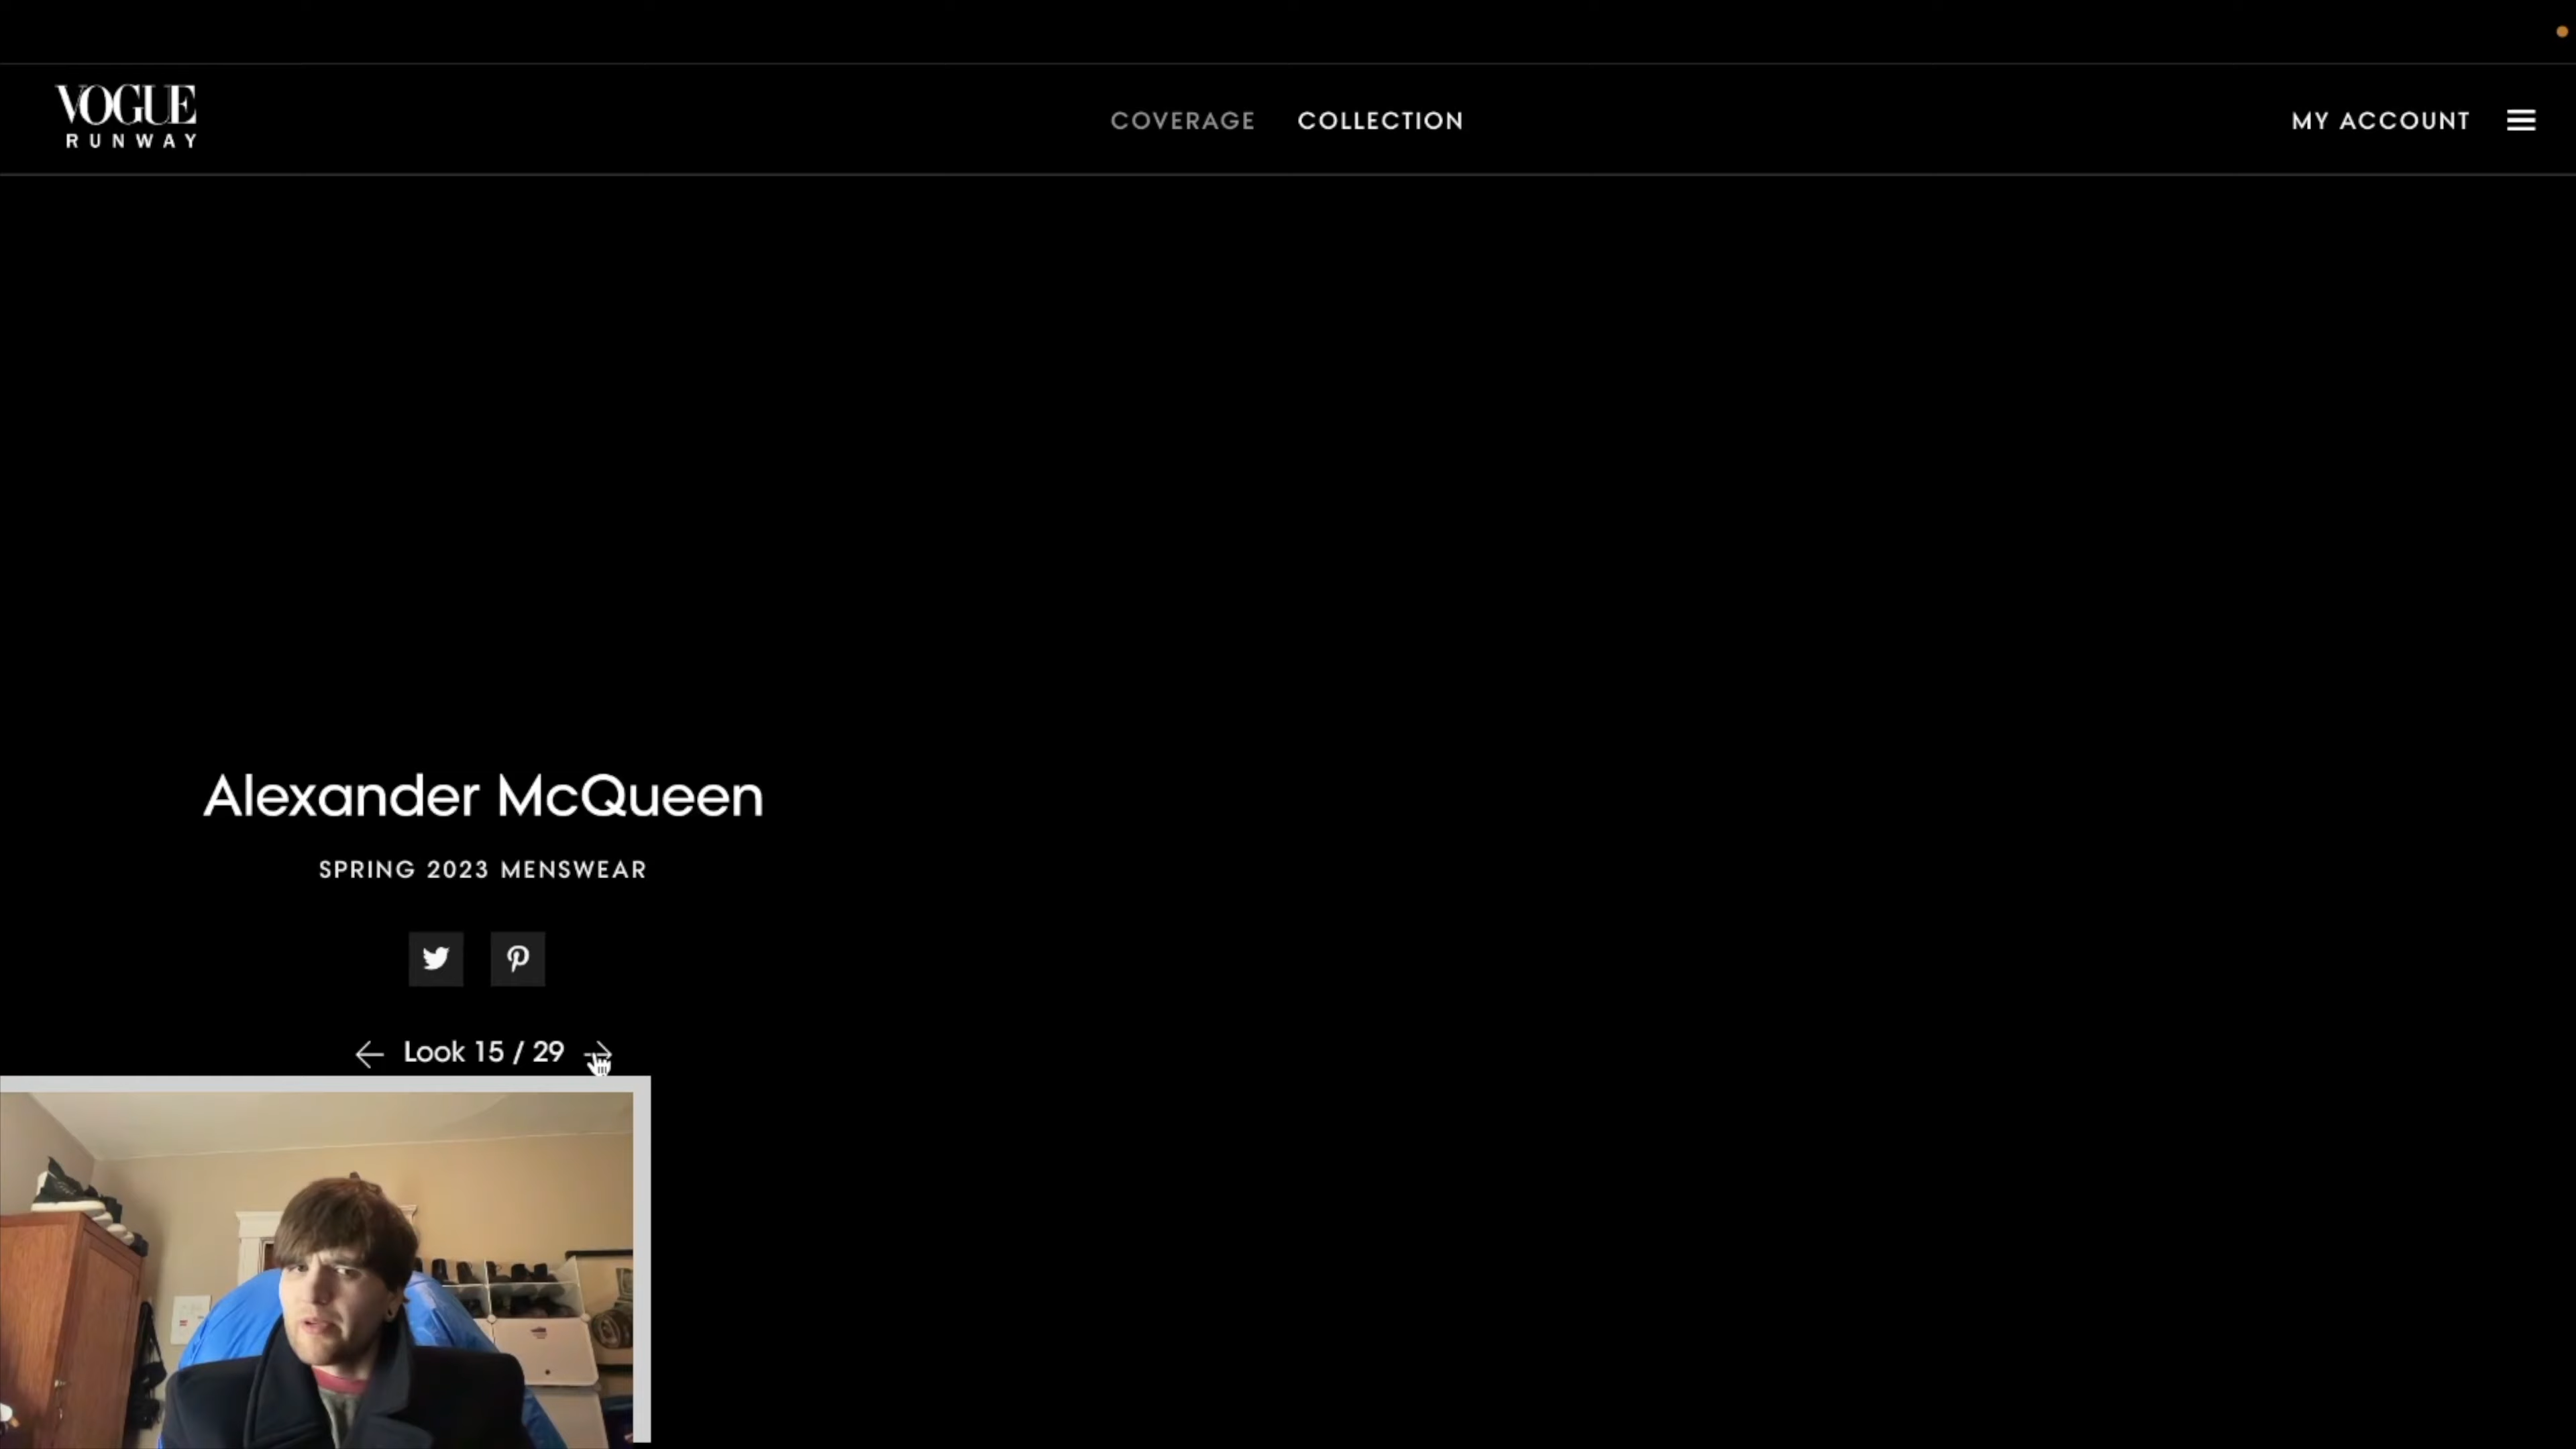 VOGUE
RUNWAY
COVERAGE COLLECTION
MY ACCOUNT
Alexander McQueen
SPRING 2023 MENSWEAR
Look 15 / 29